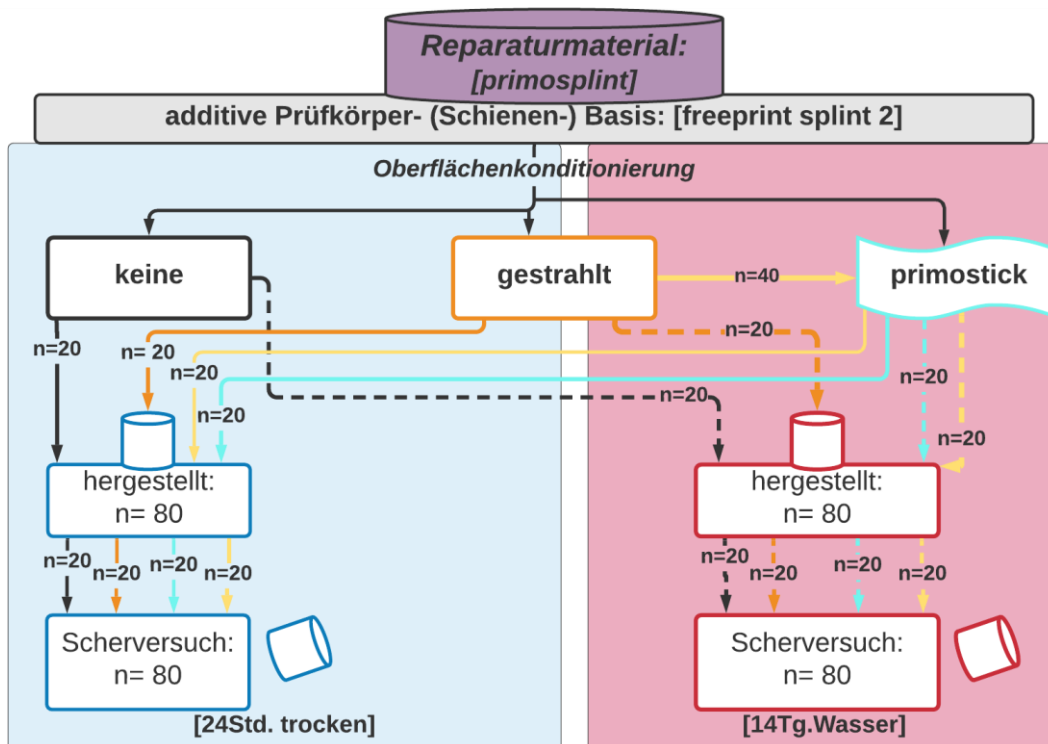 Reparaturmaterial:
[primosplint]
additive Prüfkörper- (Schienen-) Basis: [freeprint splint 2]
Oberflächenkonditionierung
keine
gestrahlt
n=40
primostick
n=20
n= 20
n=20
n=20
n=20
n=20
n=20
n=20
hergestellt:
n= 80
hergestellt:
n= 80
n=20
n=20
n=20
n=20
n=20
n=20
n=20
n=20
Scherversuch:
n= 80
Scherversuch:
n= 80
[24Std. trocken]
[14Tg.Wasser]